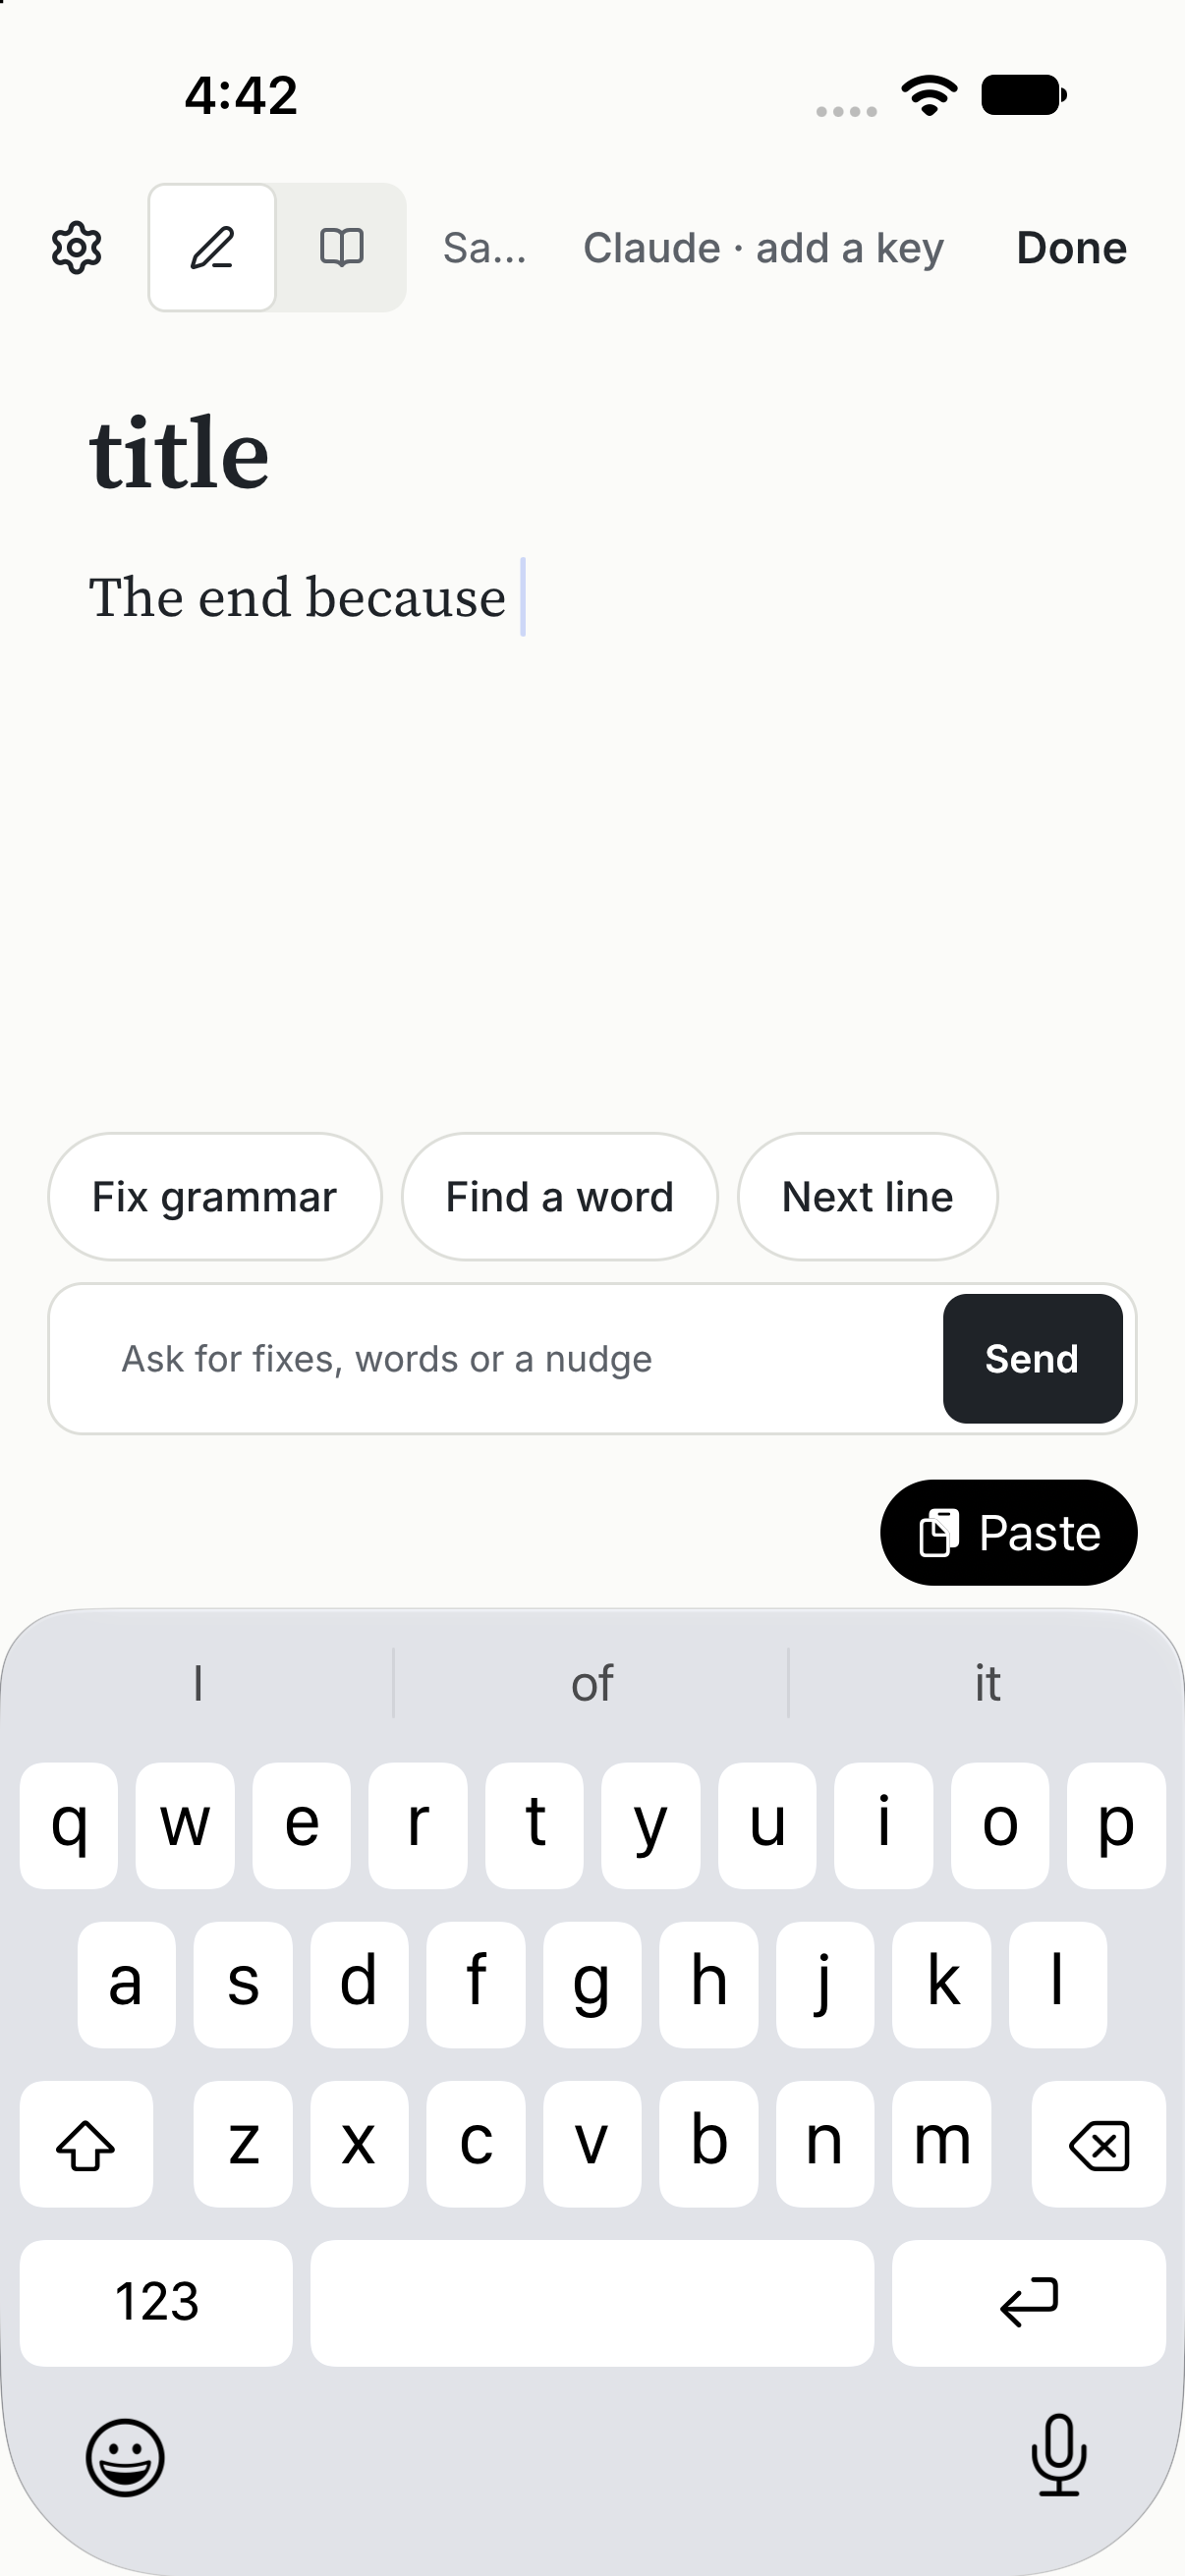 4:42
Sa... Claude · add a key Done
title
The end because
Fix grammar Find a word Next line
Ask for fixes, words or a nudge Send
Paste
I of it
q w e r t y u i o p
a s d f g h j k l
z x c v b n m
123